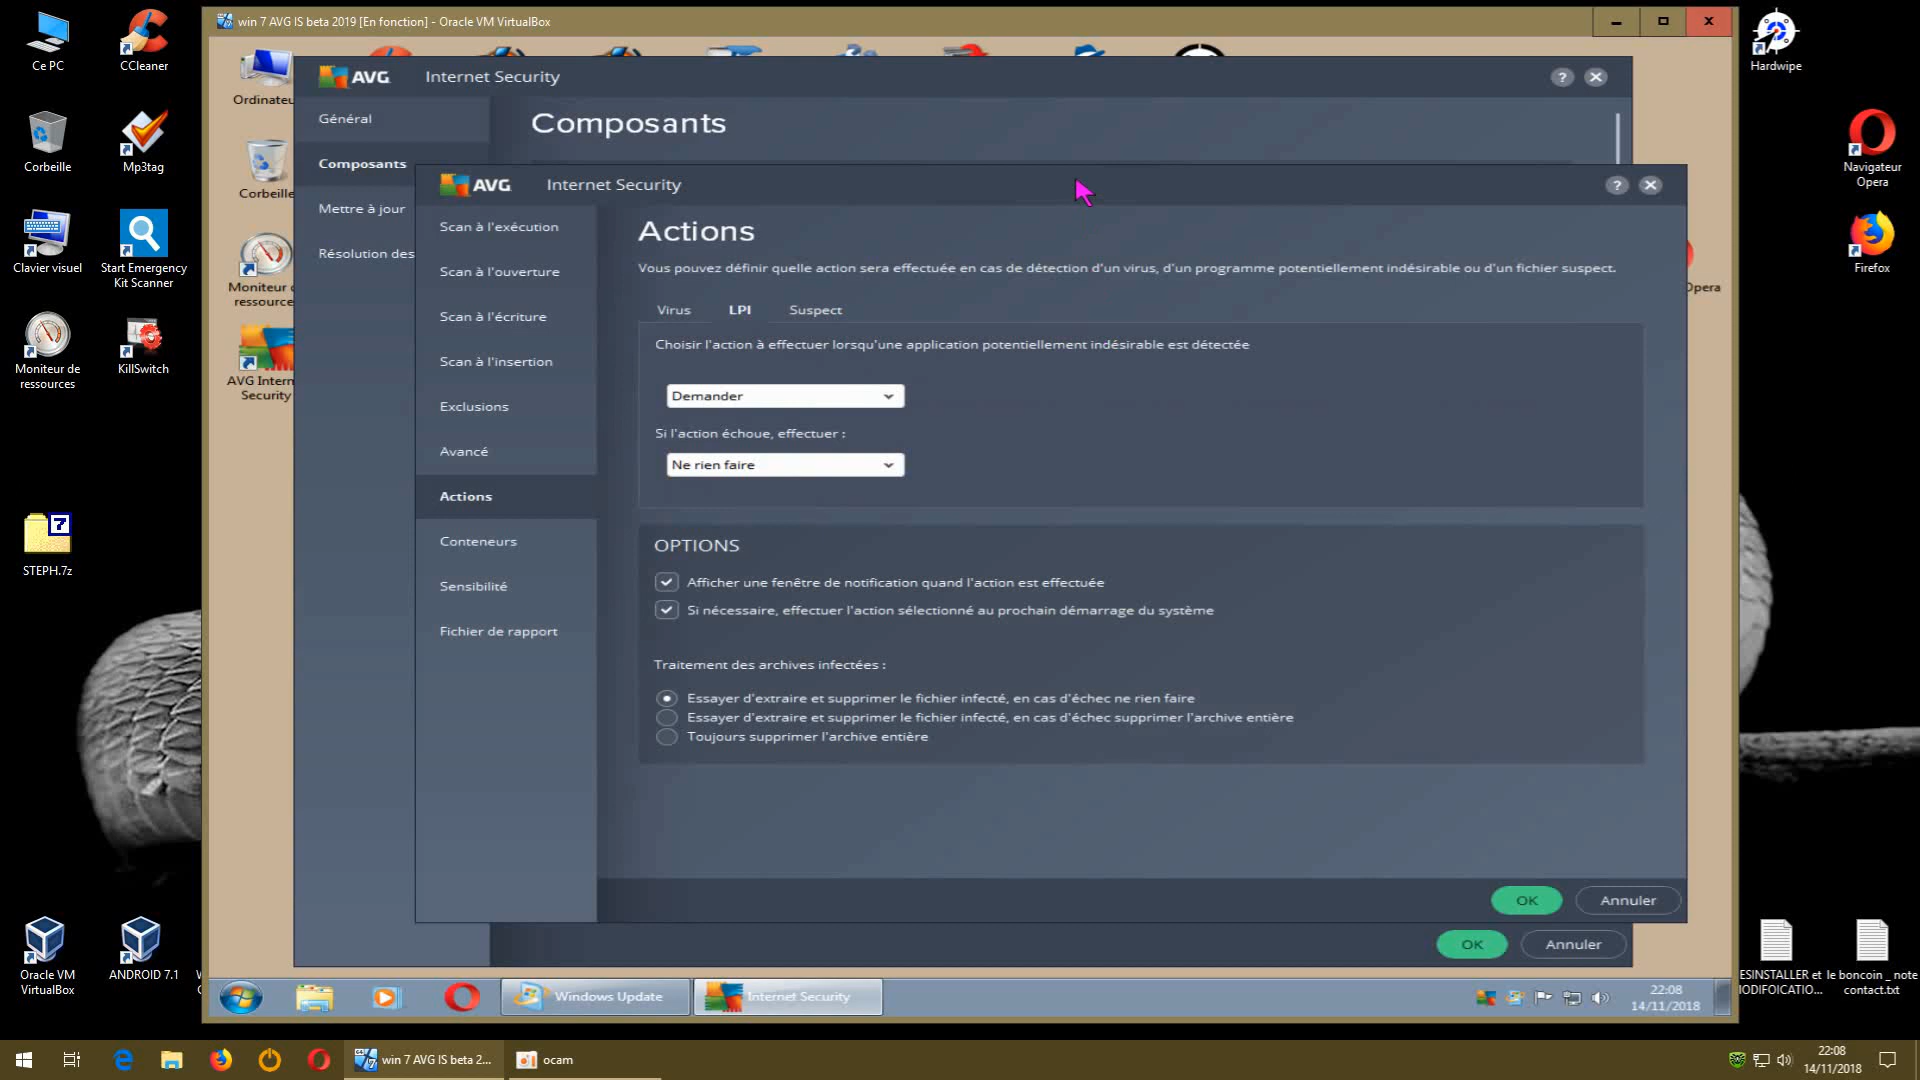 win 7 AVG IS beta 2019 [En fonction] - Oracle VM VirtualBox
Ce PC
CCleaner
Corbeille
Mp3tag
Clavier visuel
Start Emergency
Kit Scanner
Moniteur de
ressources
KillSwitch
STEPH.7z
Oracle VM
VirtualBox
ANDROID 7.1
Hardwipe
Navigateur
Opera
Firefox
ESINSTALLER et
le boncoin _ note
contact.txt
Ordinateu
Corbeille
Moniteur
ressource
AVG Intern
Security
Opera
AVG
Internet Security
?
Général
Composants
Mettre à jour
Résolution des
Composants
AVG
Internet Security
?
Scan à l'exécution
Scan à l'ouverture
Scan à l'écriture
Scan à l'insertion
Exclusions
Avancé
Actions
Conteneurs
Sensibilité
Fichier de rapport
Actions
Vous pouvez définir quelle action sera effectuée en cas de détection d'un virus, d'un programme potentiellement indésirable ou d'un fichier suspect.
Virus
LPI
Suspect
Choisir l'action à effectuer lorsqu'une application potentiellement indésirable est détectée
Demander
Si l'action échoue, effectuer :
Ne rien faire
OPTIONS
Afficher une fenêtre de notification quand l'action est effectuée
Si nécessaire, effectuer l'action sélectionné au prochain démarrage du système
Traitement des archives infectées :
Essayer d'extraire et supprimer le fichier infecté, en cas d'échec ne rien faire
Essayer d'extraire et supprimer le fichier infecté, en cas d'échec supprimer l'archive entière
Toujours supprimer l'archive entière
OK
Annuler
OK
Annuler
Windows Update
Internet Security
22:08
14/11/2018
win 7 AVG IS beta 2...
ocam
22:08
14/11/2018